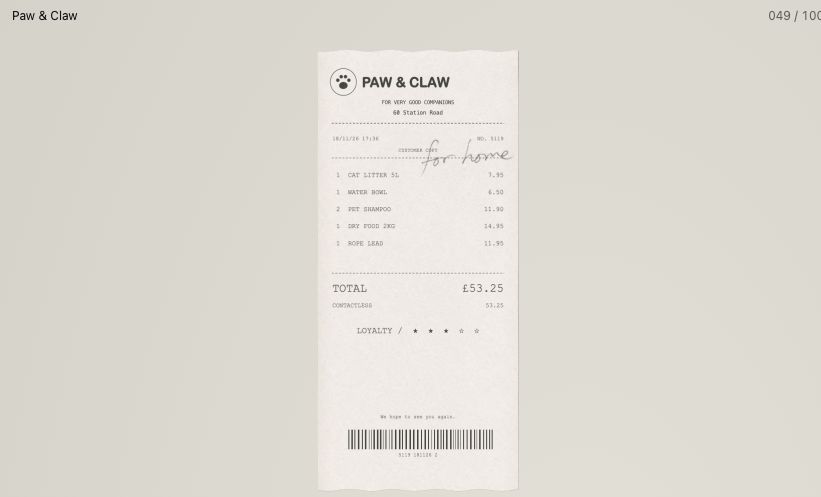 Paw & Claw
049 / 100
PAW & CLAW
FOR VERY GOOD COMPANIONS
60 Station Road
18/11/26 17:36 NO. 5119
CUSTOMER COPY
for home
1 CAT LITTER 5L 7.95
1 WATER BOWL 6.50
2 PET SHAMPOO 11.90
1 DRY FOOD 2KG 14.95
1 ROPE LEAD 11.95
TOTAL £53.25
CONTACTLESS 53.25
LOYALTY / ★ ★ ★ ☆ ☆
We hope to see you again.
5119 181126 2